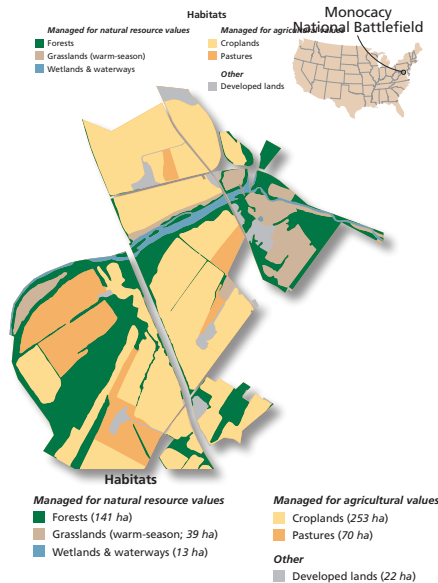 Habitats
Monocacy
National Battlefield
Managed for natural resource values
Forests
Grasslands (warm-season)
Wetlands & waterways
Managed for agricultural values
Croplands
Pastures
Other
Developed lands
Habitats
Managed for natural resource values
Forests (141 ha)
Grasslands (warm-season; 39 ha)
Wetlands & waterways (13 ha)
Managed for agricultural values
Croplands (253 ha)
Pastures (70 ha)
Other
Developed lands (22 ha)